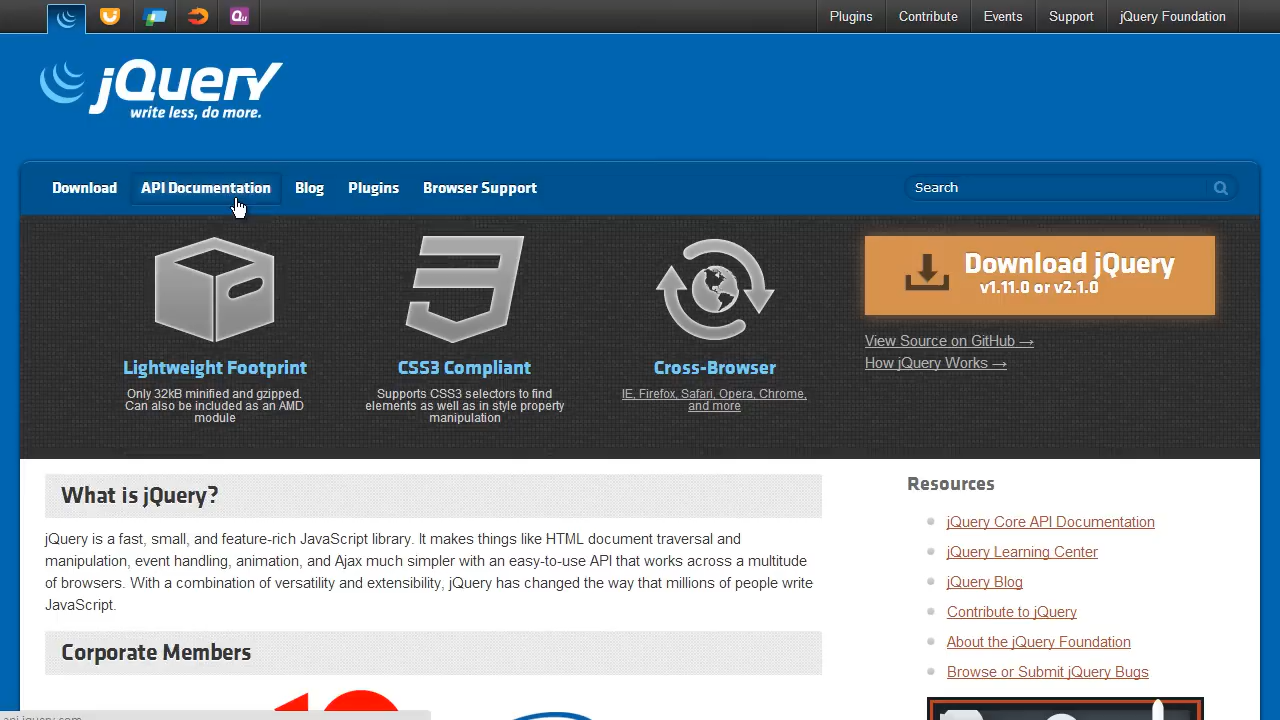 Qu
Plugins
Contribute
Events
Support
jQuery Foundation
jQuery
write less, do more.
Download
API Documentation
Blog
Plugins
Browser Support
Search
Lightweight Footprint
Only 32kB minified and gzipped.
Can also be included as an AMD
module
CSS3 Compliant
Supports CSS3 selectors to find
elements as well as in style property
manipulation
Cross-Browser
IE, Firefox, Safari, Opera, Chrome,
and more
Download jQuery
v1.11.0 or v2.1.0
View Source on GitHub →
How jQuery Works →
What is jQuery?
jQuery is a fast, small, and feature-rich JavaScript library. It makes things like HTML document traversal and
manipulation, event handling, animation, and Ajax much simpler with an easy-to-use API that works across a multitude
of browsers. With a combination of versatility and extensibility, jQuery has changed the way that millions of people write
JavaScript.
Corporate Members
Resources
jQuery Core API Documentation
jQuery Learning Center
jQuery Blog
Contribute to jQuery
About the jQuery Foundation
Browse or Submit jQuery Bugs